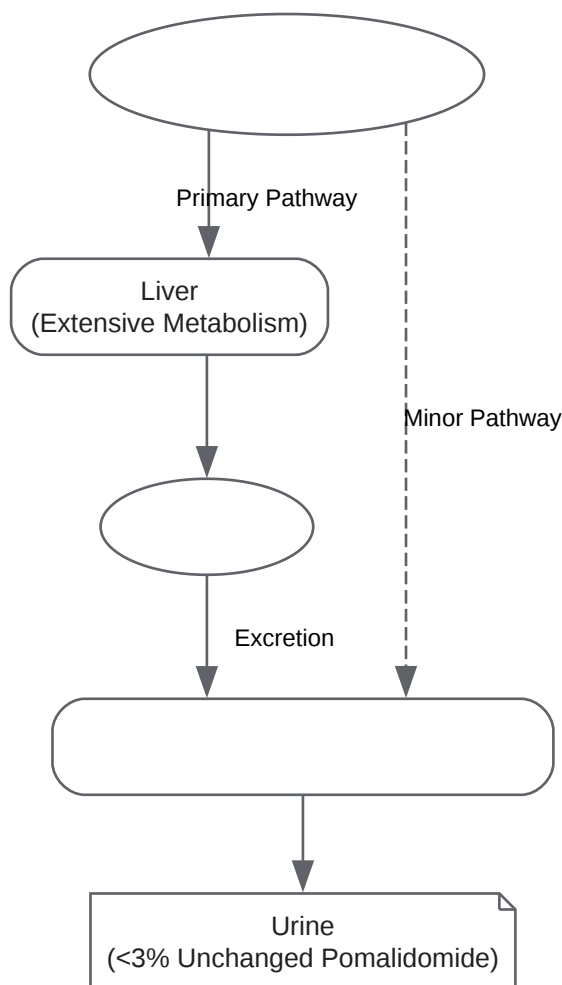 Primary Pathway
Liver
(Extensive Metabolism)
Minor Pathway
Excretion
Urine
(<3% Unchanged Pomalidomide)